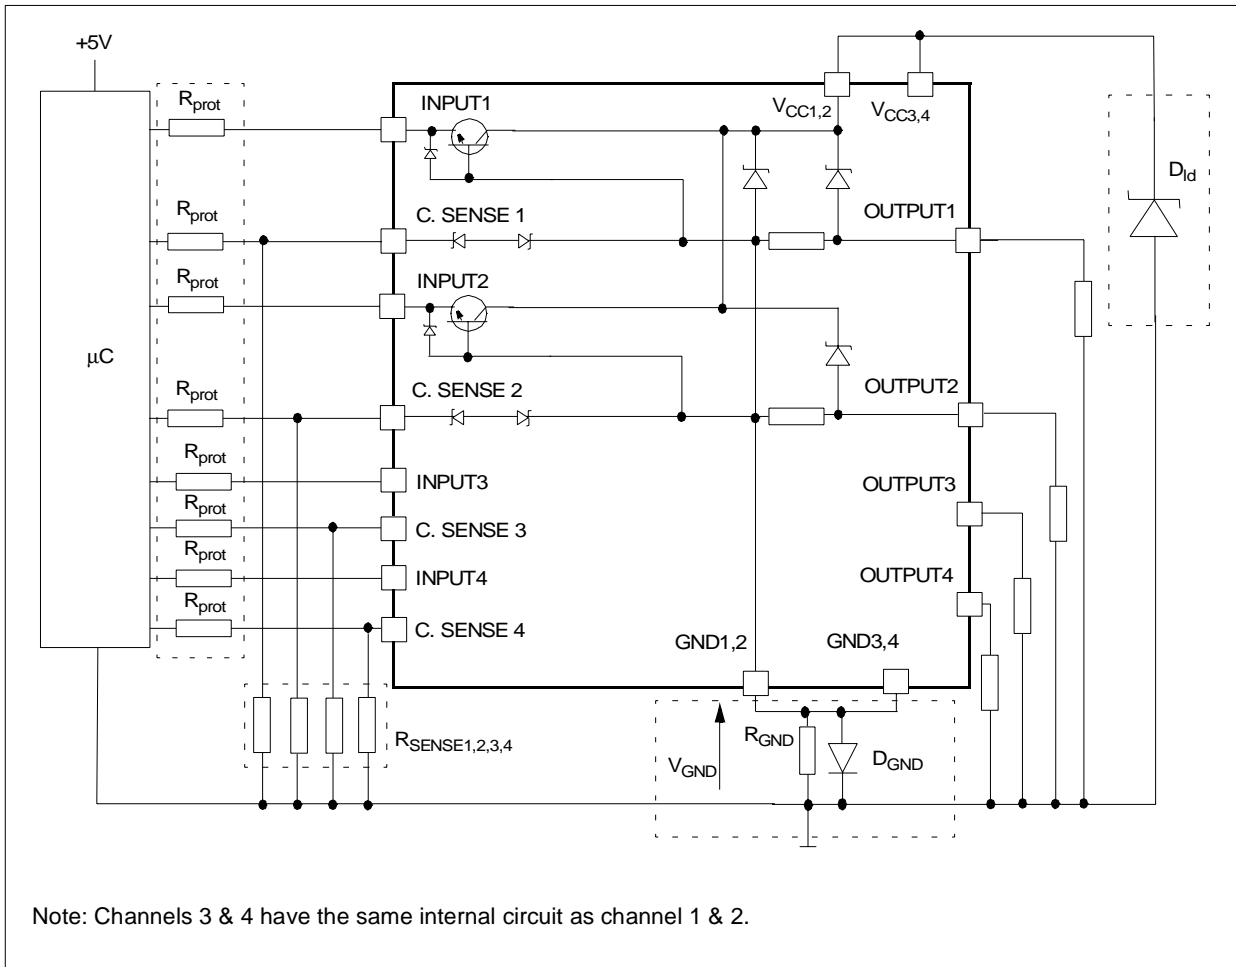 +5V
μC
Rprot
Rprot
Rprot
Rprot
Rprot
Rprot
Rprot
Rprot
INPUT1
C. SENSE 1
INPUT2
C. SENSE 2
INPUT3
C. SENSE 3
INPUT4
C. SENSE 4
VCC1,2
VCC3,4
OUTPUT1
OUTPUT2
OUTPUT3
OUTPUT4
Dld
GND1,2
GND3,4
RSENSE1,2,3,4
VGND
RGND
DGND
Note: Channels 3 & 4 have the same internal circuit as channel 1 & 2.